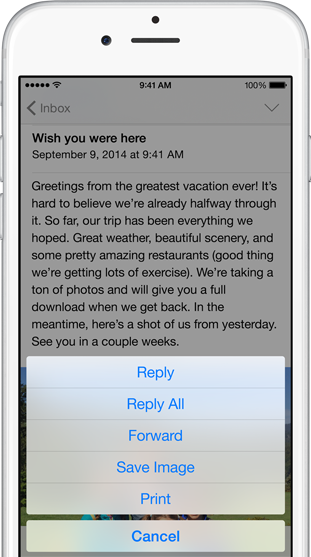 9:41 AM
100%
Inbox
Wish you were here
September 9, 2014 at 9:41 AM
Greetings from the greatest vacation ever! It's
hard to believe we're already halfway through
it. So far, our trip has been everything we
hoped. Great weather, beautiful scenery, and
some pretty amazing restaurants (good thing
we're getting lots of exercise). We're taking a
ton of photos and will give you a full
download when we get back. In the
meantime, here's a shot of us from yesterday.
See you in a couple weeks.
Reply
Reply All
Forward
Save Image
Print
Cancel